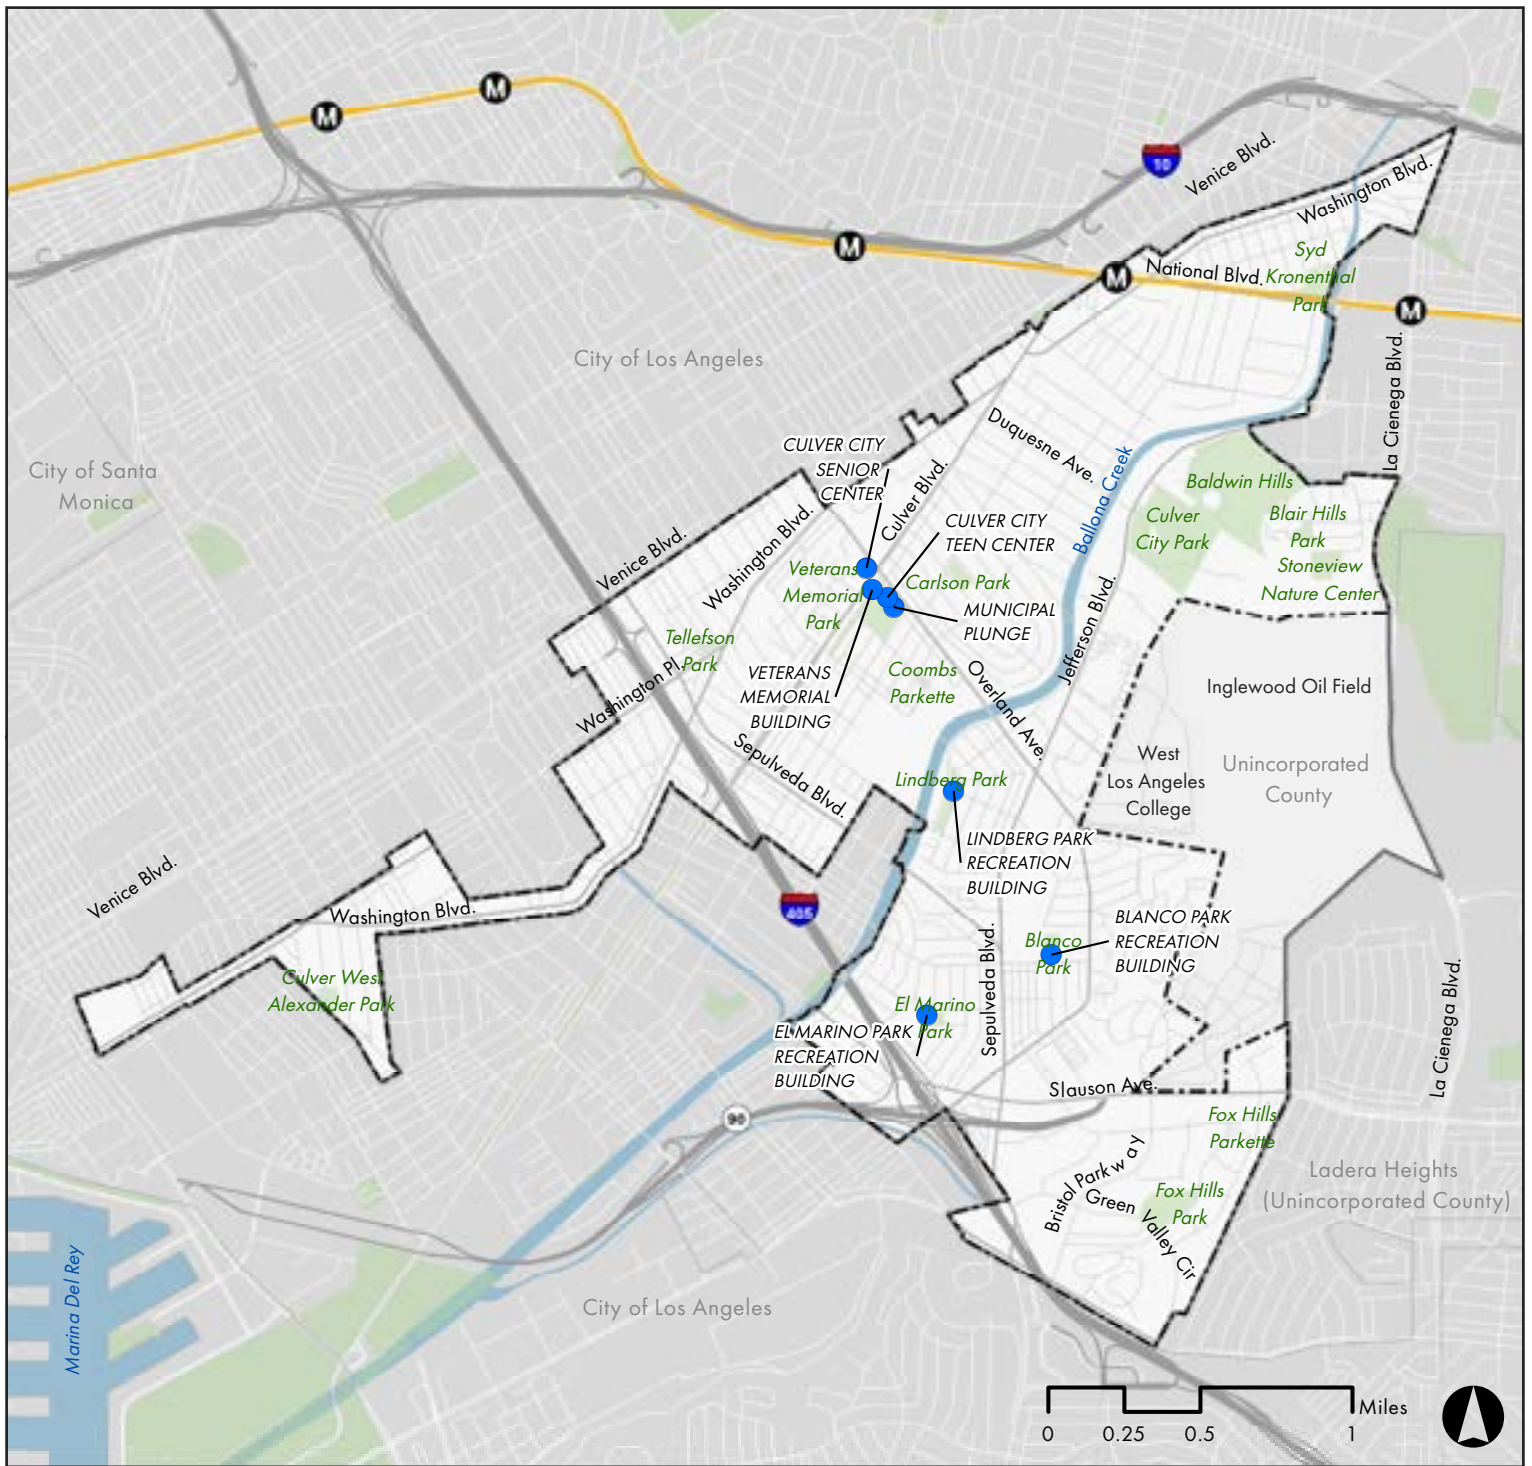 M
M
10
Venice Blvd.
Washington Blvd.
M
Syd
Kronenthal
Park
National Blvd.
M
M
City of Los Angeles
La Cienega Blvd.
Duquesne Ave.
CULVER CITY
SENIOR
CENTER
Culver Blvd.
Ballona Creek
City of Santa
Monica
Baldwin Hills
Culver
City Park
Blair Hills
Park
Stoneview
Nature Center
Venice Blvd.
Washington Blvd.
CULVER CITY
TEEN CENTER
Veterans
Memorial
Park
Carlson Park
MUNICIPAL
PLUNGE
Jefferson Blvd.
Tellefson
Park
Washington Pl.
VETERANS
MEMORIAL
BUILDING
Coombs
Parkette
Overland Ave.
Inglewood Oil Field
West
Los Angeles
College
Unincorporated
County
Sepulveda Blvd.
Lindberg Park
LINDBERG PARK
RECREATION
BUILDING
Venice Blvd.
Washington Blvd.
405
Sepulveda Blvd.
Blanco
Park
BLANCO PARK
RECREATION
BUILDING
Culver West
Alexander Park
El Marino
Park
EL MARINO PARK
RECREATION
BUILDING
La Cienega Blvd.
Slauson Ave.
90
Fox Hills
Parkette
Bristol Parkway
Green Valley Cir
Fox Hills
Park
Ladera Heights
(Unincorporated County)
Marina Del Rey
City of Los Angeles
Miles
0 0.25 0.5 1